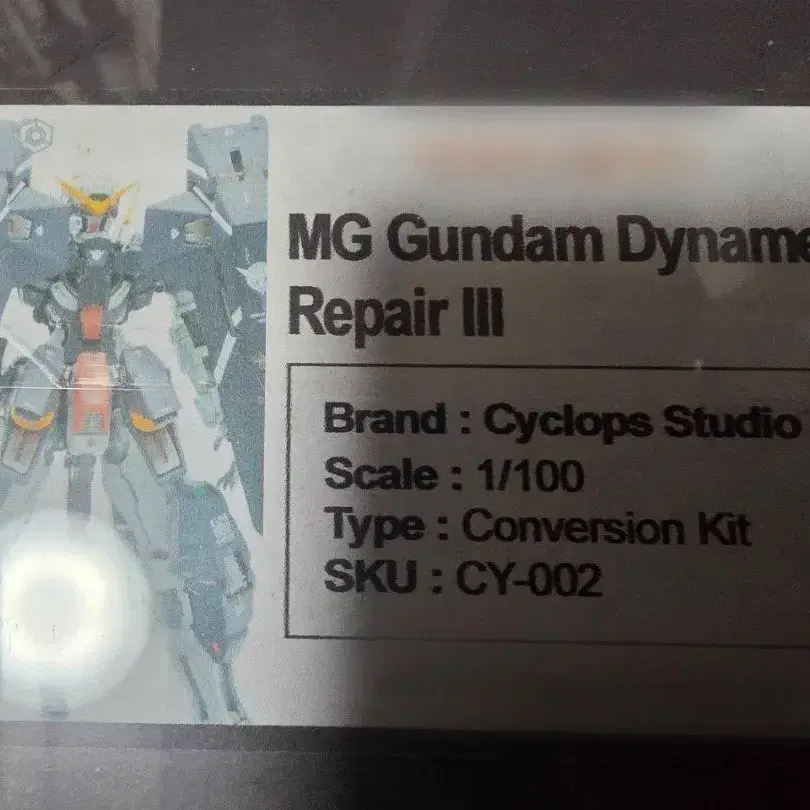 MG Gundam Dyname
Repair III
Brand : Cyclops Studio
Scale : 1/100
Type : Conversion Kit
SKU : CY-002